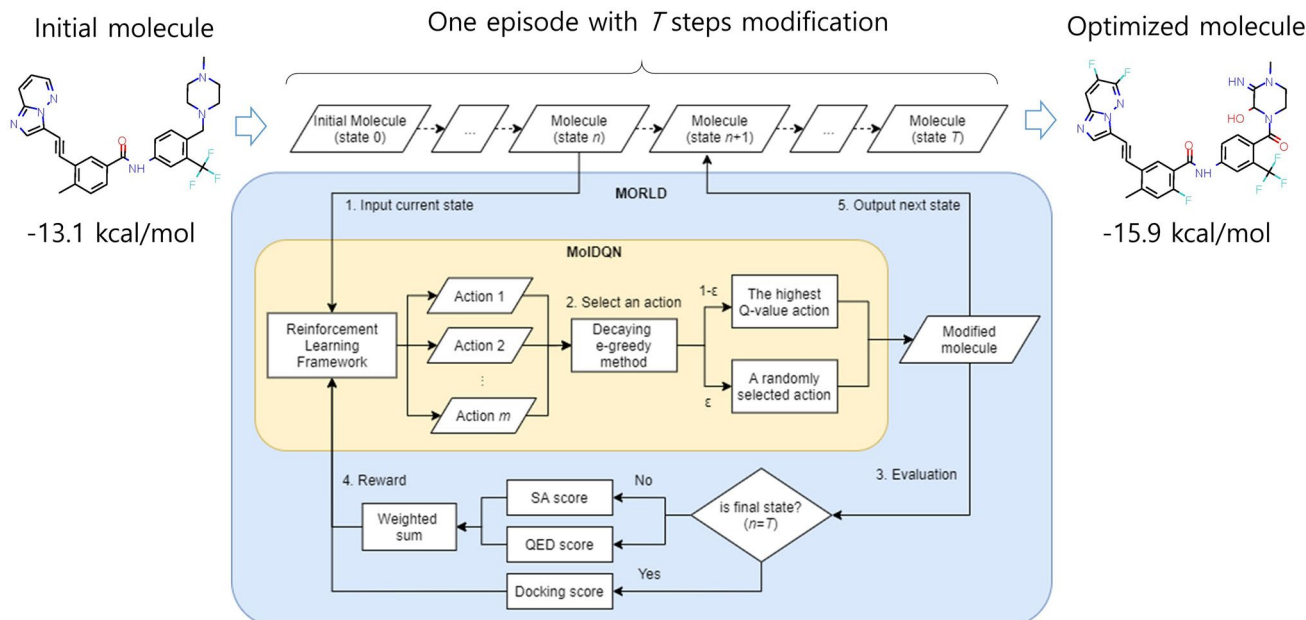 Initial molecule
One episode with T steps modification
Optimized molecule
N
N
N
O
NH
N
N
CH
F
F
F
-13.1 kcal/mol
Initial Molecule
(state 0)
...
Molecule
(state n)
Molecule
(state n+1)
...
Molecule
(state T)
F
F
N
N
N
O
NH
F
HN
N
HO
N
O
F
F
F
-15.9 kcal/mol
MORLD
1. Input current state
5. Output next state
MolDQN
Reinforcement
Learning
Framework
Action 1
Action 2
⋮
Action m
2. Select an action
Decaying
e-greedy
method
1-ε
The highest
Q-value action
ε
A randomly
selected action
Modified
molecule
3. Evaluation
4. Reward
Weighted
sum
SA score
QED score
Docking score
No
Yes
is final state?
(n=T)